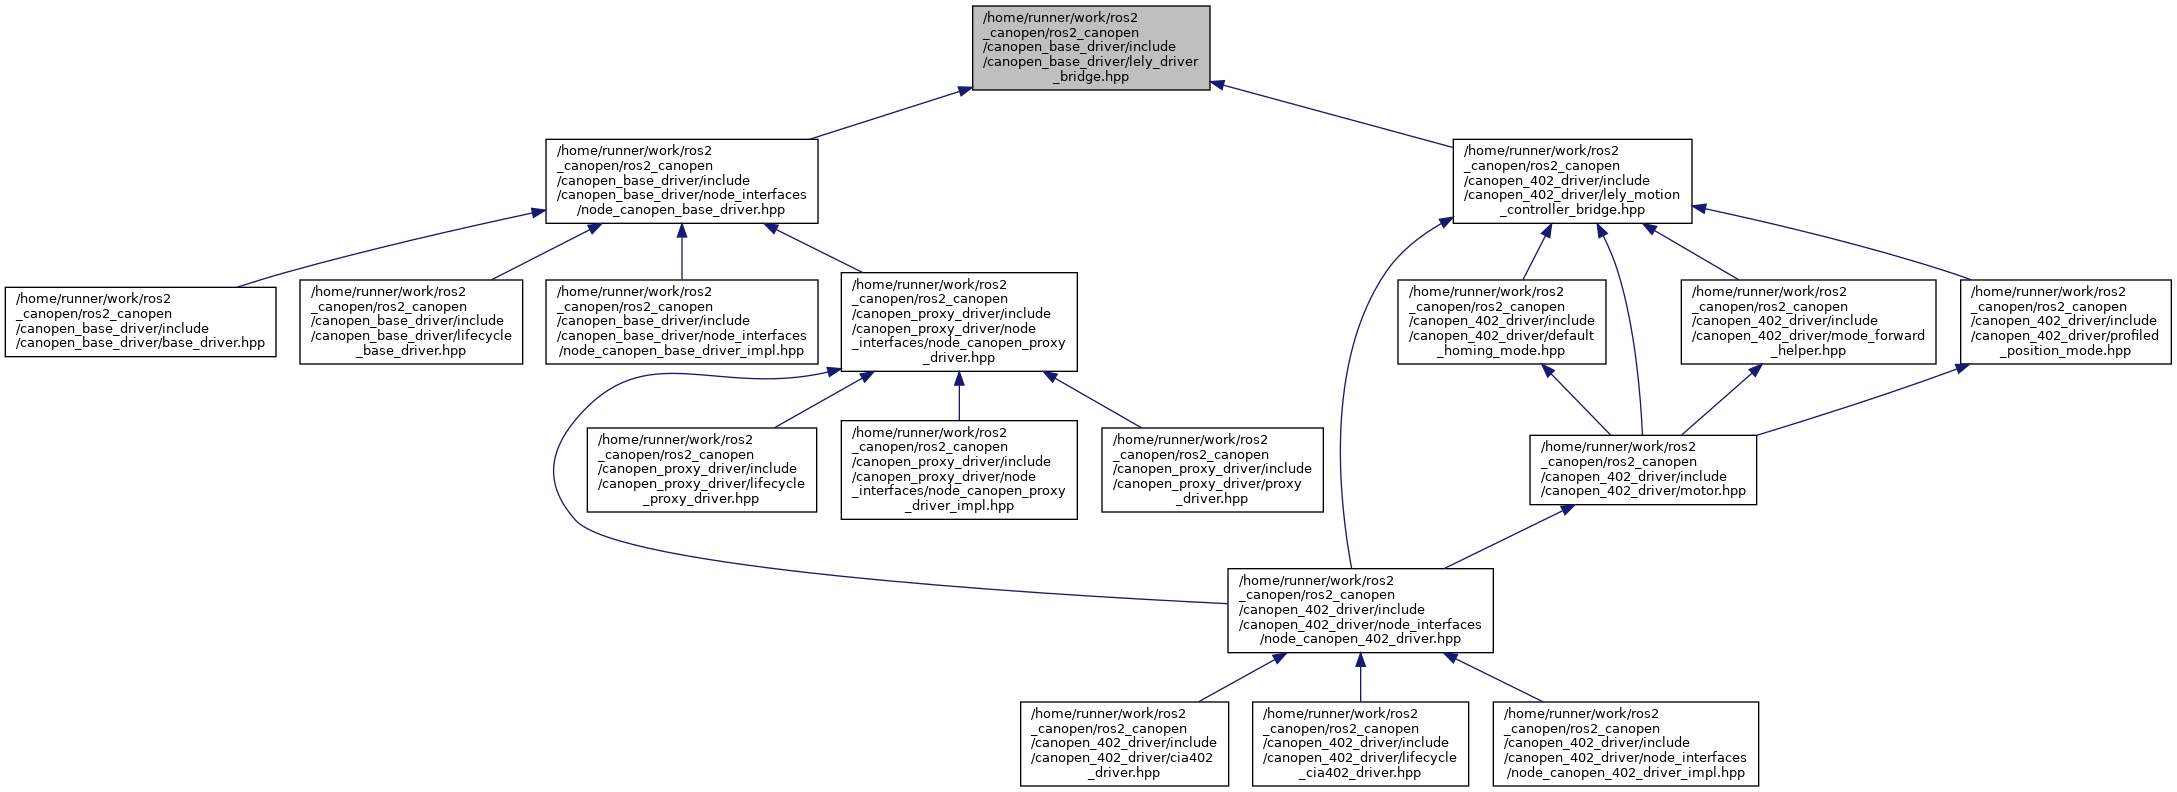 /home/runner/work/ros2
_canopen/ros2_canopen
/canopen_base_driver/include
/canopen_base_driver/lely_driver
_bridge.hpp
/home/runner/work/ros2
_canopen/ros2_canopen
/canopen_base_driver/include
/canopen_base_driver/node_interfaces
/node_canopen_base_driver.hpp
/home/runner/work/ros2
_canopen/ros2_canopen
/canopen_402_driver/include
/canopen_402_driver/lely_motion
_controller_bridge.hpp
/home/runner/work/ros2
_canopen/ros2_canopen
/canopen_base_driver/include
/canopen_base_driver/base_driver.hpp
/home/runner/work/ros2
_canopen/ros2_canopen
/canopen_base_driver/include
/canopen_base_driver/lifecycle
_base_driver.hpp
/home/runner/work/ros2
_canopen/ros2_canopen
/canopen_base_driver/include
/canopen_base_driver/node_interfaces
/node_canopen_base_driver_impl.hpp
/home/runner/work/ros2
_canopen/ros2_canopen
/canopen_proxy_driver/include
/canopen_proxy_driver/node
_interfaces/node_canopen_proxy
_driver.hpp
/home/runner/work/ros2
_canopen/ros2_canopen
/canopen_402_driver/include
/canopen_402_driver/default
_homing_mode.hpp
/home/runner/work/ros2
_canopen/ros2_canopen
/canopen_402_driver/include
/canopen_402_driver/mode_forward
_helper.hpp
/home/runner/work/ros2
_canopen/ros2_canopen
/canopen_402_driver/include
/canopen_402_driver/profiled
_position_mode.hpp
/home/runner/work/ros2
_canopen/ros2_canopen
/canopen_proxy_driver/include
/canopen_proxy_driver/lifecycle
_proxy_driver.hpp
/home/runner/work/ros2
_canopen/ros2_canopen
/canopen_proxy_driver/include
/canopen_proxy_driver/node
_interfaces/node_canopen_proxy
_driver_impl.hpp
/home/runner/work/ros2
_canopen/ros2_canopen
/canopen_proxy_driver/include
/canopen_proxy_driver/proxy
_driver.hpp
/home/runner/work/ros2
_canopen/ros2_canopen
/canopen_402_driver/include
/canopen_402_driver/motor.hpp
/home/runner/work/ros2
_canopen/ros2_canopen
/canopen_402_driver/include
/canopen_402_driver/node_interfaces
/node_canopen_402_driver.hpp
/home/runner/work/ros2
_canopen/ros2_canopen
/canopen_402_driver/include
/canopen_402_driver/cia402
_driver.hpp
/home/runner/work/ros2
_canopen/ros2_canopen
/canopen_402_driver/include
/canopen_402_driver/lifecycle
_cia402_driver.hpp
/home/runner/work/ros2
_canopen/ros2_canopen
/canopen_402_driver/include
/canopen_402_driver/node_interfaces
/node_canopen_402_driver_impl.hpp